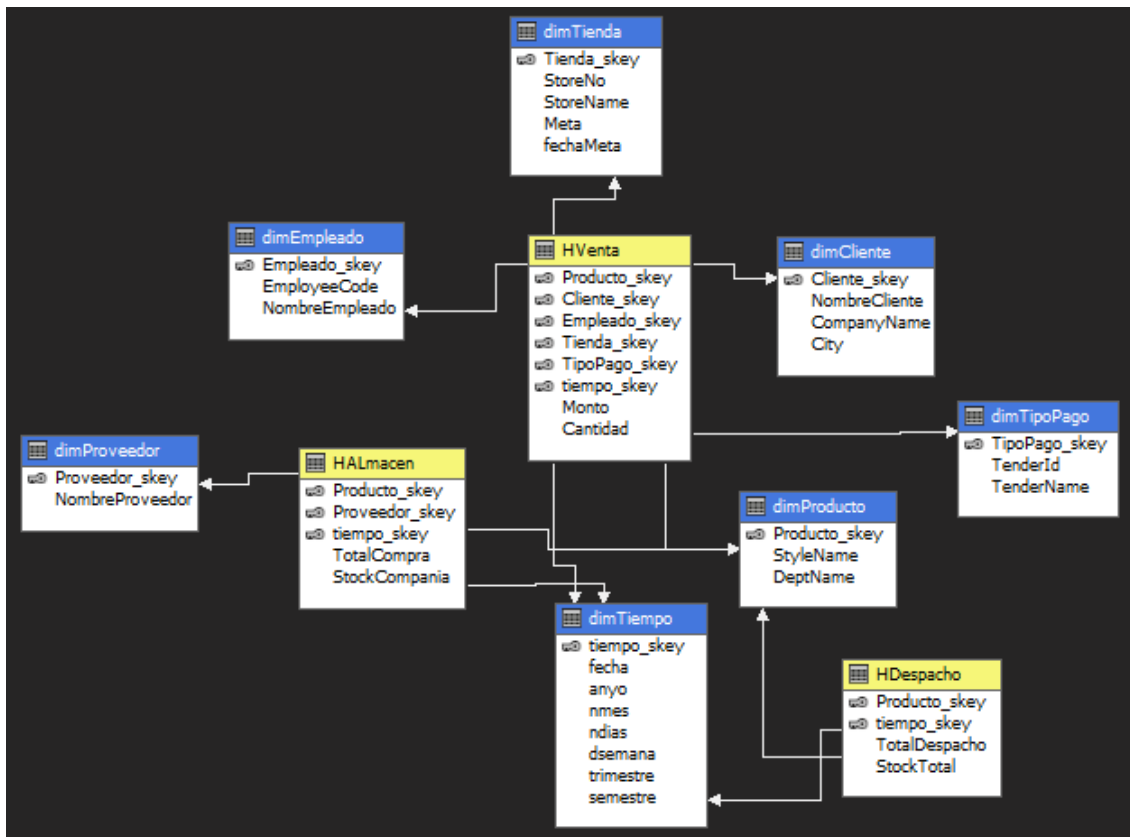 dimTienda
Tienda_skey
StoreNo
StoreName
Meta
fechaMeta
dimEmpleado
Empleado_skey
EmployeeCode
NombreEmpleado
HVenta
Producto_skey
Cliente_skey
Empleado_skey
Tienda_skey
TipoPago_skey
tiempo_skey
Monto
Cantidad
dimCliente
Cliente_skey
NombreCliente
CompanyName
City
dimProveedor
Proveedor_skey
NombreProveedor
HALmacen
Producto_skey
Proveedor_skey
tiempo_skey
TotalCompra
StockCompania
dimTipoPago
TipoPago_skey
TenderId
TenderName
dimProducto
Producto_skey
StyleName
DeptName
dimTiempo
tiempo_skey
fecha
anyo
nmes
ndias
dsemana
trimestre
semestre
HDespacho
Producto_skey
tiempo_skey
TotalDespacho
StockTotal